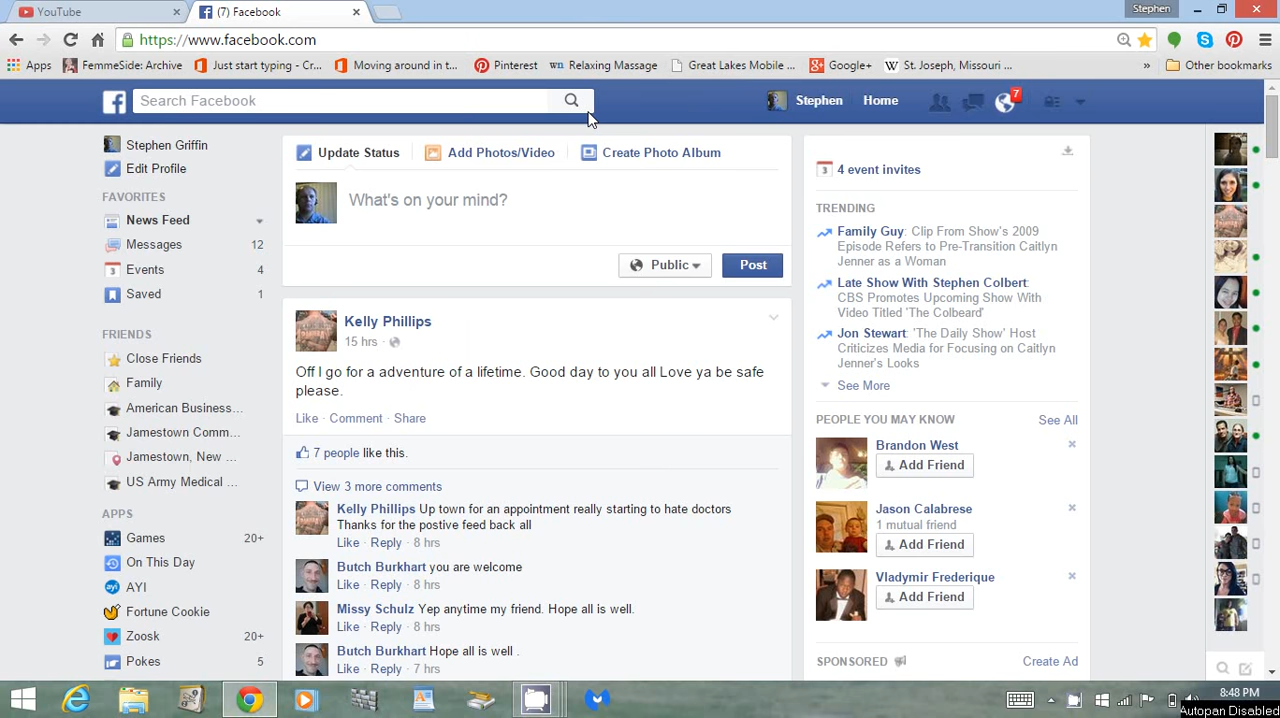 YouTube
(7) Facebook
Stephen
https://www.facebook.com
Apps
FemmeSide: Archive
Just start typing - Cr...
Moving around in t...
Pinterest
Relaxing Massage
Great Lakes Mobile ...
Google+
St. Joseph, Missouri ...
»
Other bookmarks
Search Facebook
Stephen
Home
7
Stephen Griffin
Edit Profile
FAVORITES
News Feed
Messages 12
Events 4
Saved 1
FRIENDS
Close Friends
Family
American Business...
Jamestown Comm...
Jamestown, New ...
US Army Medical ...
APPS
Games 20+
On This Day
AYI
Fortune Cookie
Zoosk 20+
Pokes 5
Update Status
Add Photos/Video
Create Photo Album
What's on your mind?
Public
Post
Kelly Phillips
15 hrs ·
Off I go for a adventure of a lifetime. Good day to you all Love ya be safe
please.
Like · Comment · Share
7 people like this.
View 3 more comments
Kelly Phillips Up town for an appointment really starting to hate doctors
Thanks for the postive feed back all
Like · Reply · 8 hrs
Butch Burkhart you are welcome
Like · Reply · 8 hrs
Missy Schulz Yep anytime my friend. Hope all is well.
Like · Reply · 8 hrs
Butch Burkhart Hope all is well .
Like · Reply · 7 hrs
4 event invites
TRENDING
Family Guy: Clip From Show's 2009
Episode Refers to Pre-Transition Caitlyn
Jenner as a Woman
Late Show With Stephen Colbert:
CBS Promotes Upcoming Show With
Video Titled 'The Colbeard'
Jon Stewart: 'The Daily Show' Host
Criticizes Media for Focusing on Caitlyn
Jenner's Looks
See More
PEOPLE YOU MAY KNOW
See All
Brandon West
Add Friend
Jason Calabrese
1 mutual friend
Add Friend
Vladymir Frederique
Add Friend
SPONSORED
Create Ad
8:48 PM
Autopan Disabled